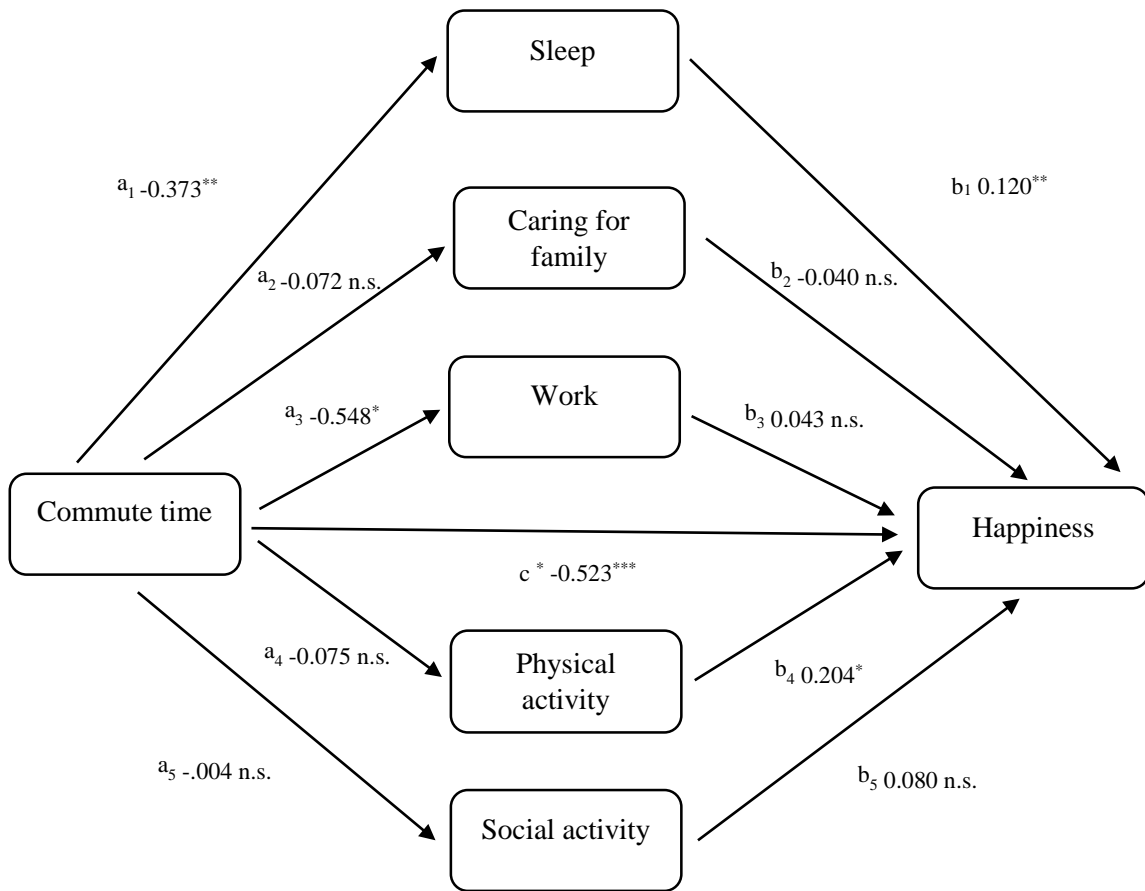 Sleep
a₁ -0.373**
b₁ 0.120**
Caring for
family
a₂ -0.072 n.s.
b₂ -0.040 n.s.
Work
a₃ -0.548*
b₃ 0.043 n.s.
Commute time
Happiness
c * -0.523***
a₄ -0.075 n.s.
Physical
activity
b₄ 0.204*
a₅ -.004 n.s.
b₅ 0.080 n.s.
Social activity